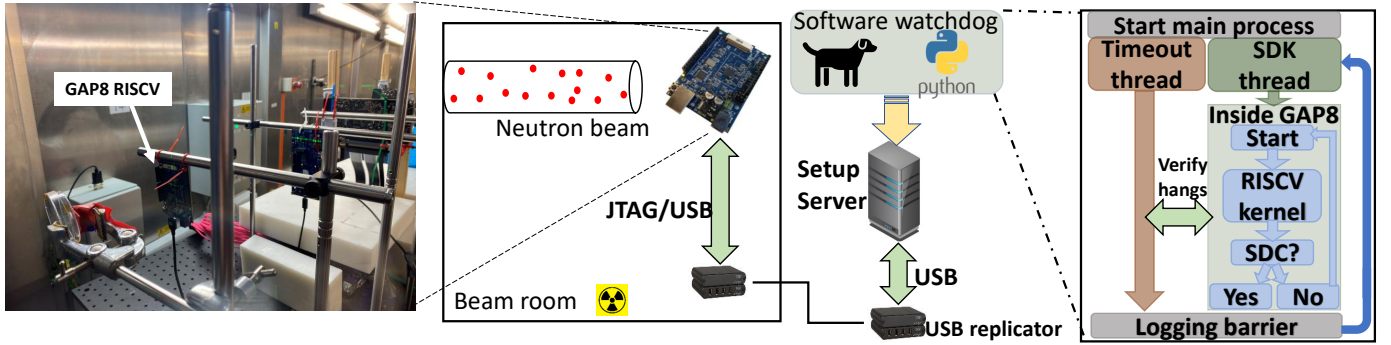 GAP8 RISCV
Neutron beam
JTAG/USB
Beam room
Software watchdog
python
Setup
Server
USB
USB replicator
Start main process
Timeout
thread
SDK
thread
Inside GAP8
Start
Verify
hangs
RISCV
kernel
SDC?
Yes
No
Logging barrier